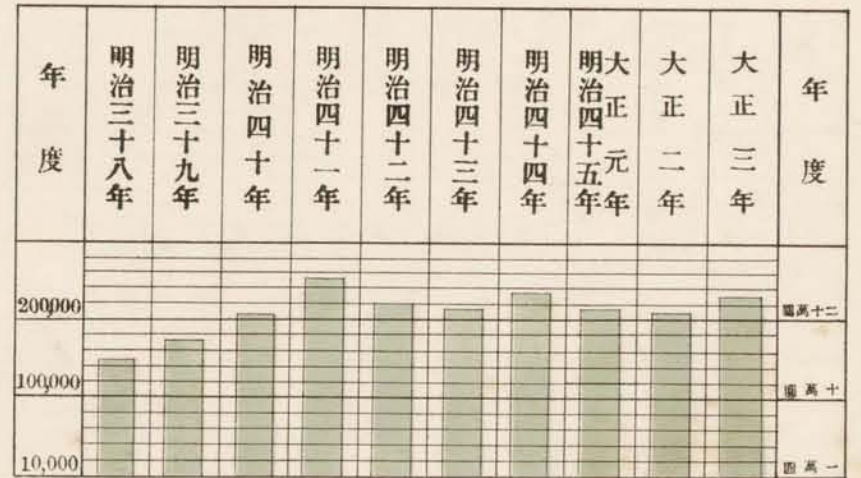 年度
明治三十八年
明治三十九年
明治四十年
明治四十一年
明治四十二年
明治四十三年
明治四十四年
明治四十五年
大正元年
大正二年
大正三年
年度
200,000
二十萬圓
100,000
十萬圓
10,000
一萬圓